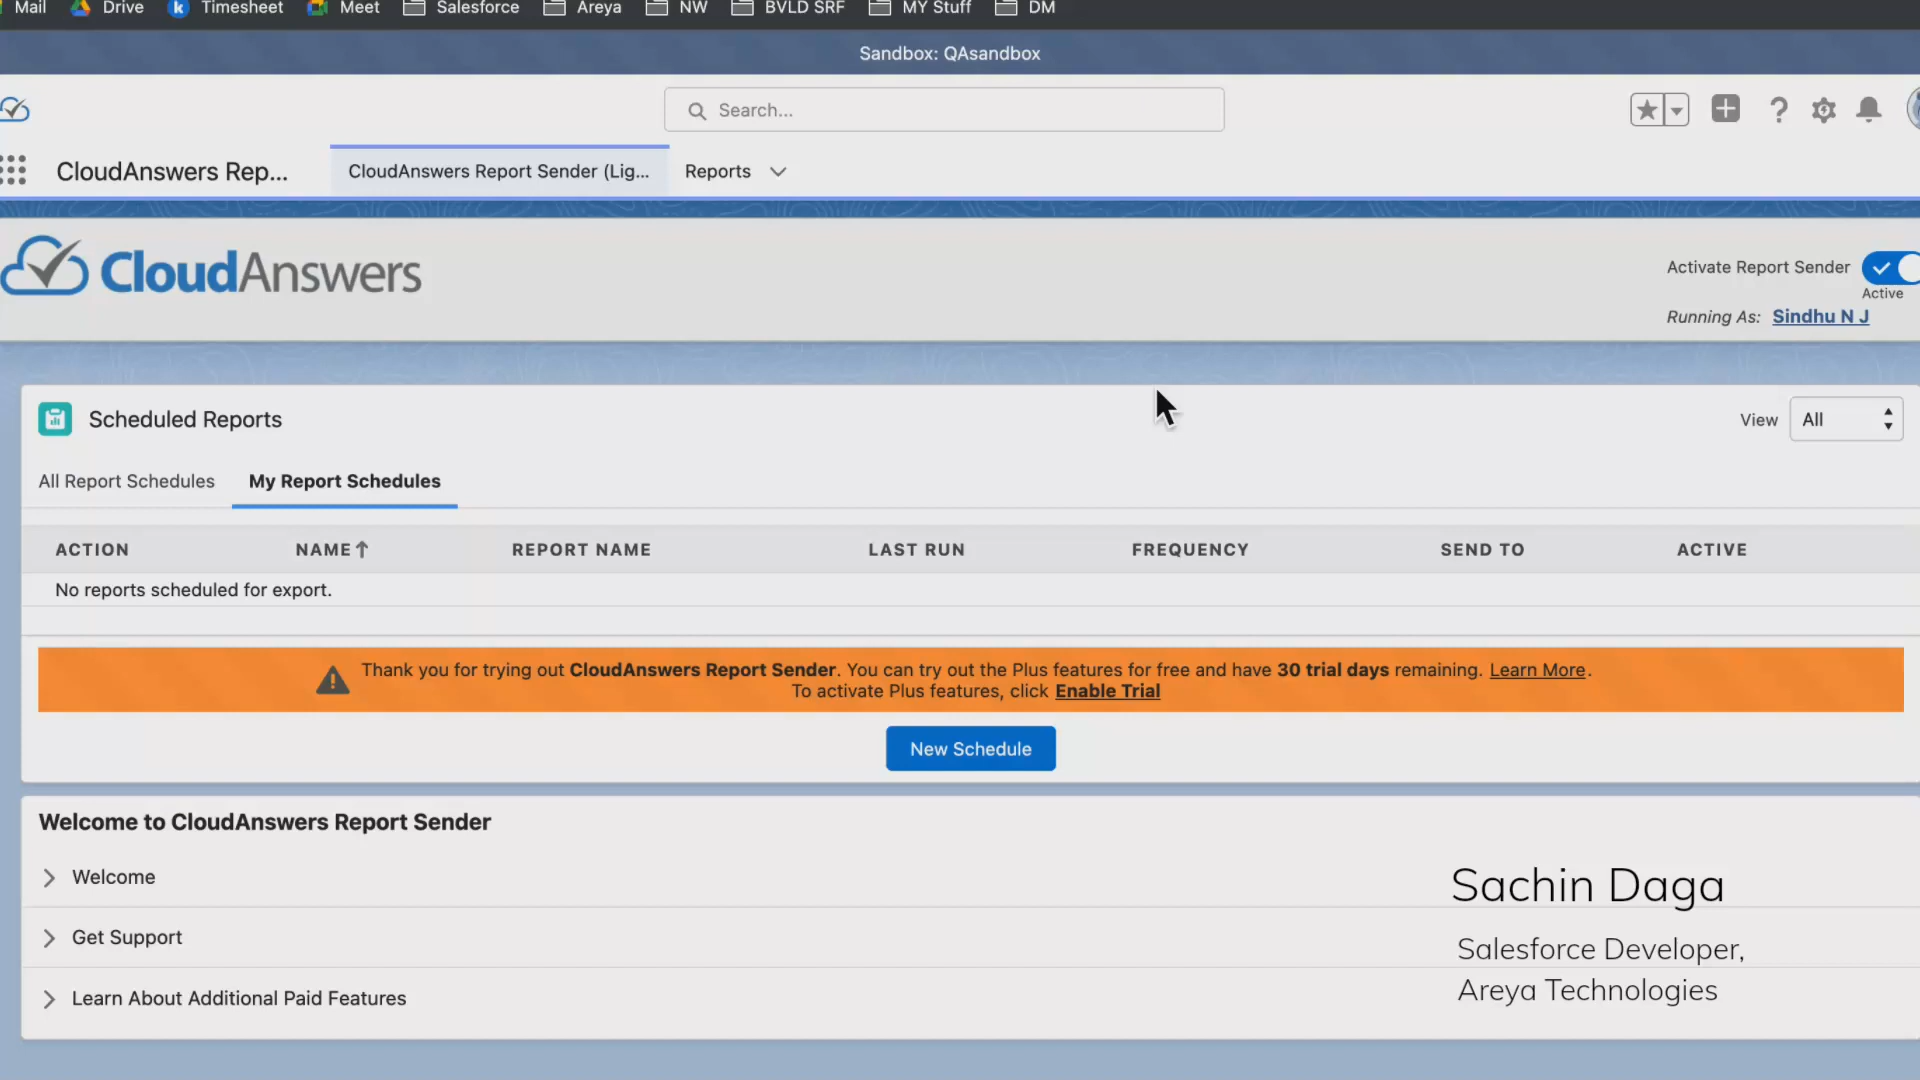 Mail Drive Timesheet Meet Salesforce Areya NW BVLD SRF MY Stuff DM
Sandbox: QAsandbox
Search...
CloudAnswers Rep... CloudAnswers Report Sender (Lig... Reports
CloudAnswers
Activate Report Sender
Active
Running As: Sindhu N J
Scheduled Reports
View All
All Report Schedules My Report Schedules
ACTION NAME↑ REPORT NAME LAST RUN FREQUENCY SEND TO ACTIVE
No reports scheduled for export.
Thank you for trying out CloudAnswers Report Sender. You can try out the Plus features for free and have 30 trial days remaining. Learn More.
To activate Plus features, click Enable Trial
New Schedule
Welcome to CloudAnswers Report Sender
Welcome
Get Support
Learn About Additional Paid Features
Sachin Daga
Salesforce Developer,
Areya Technologies